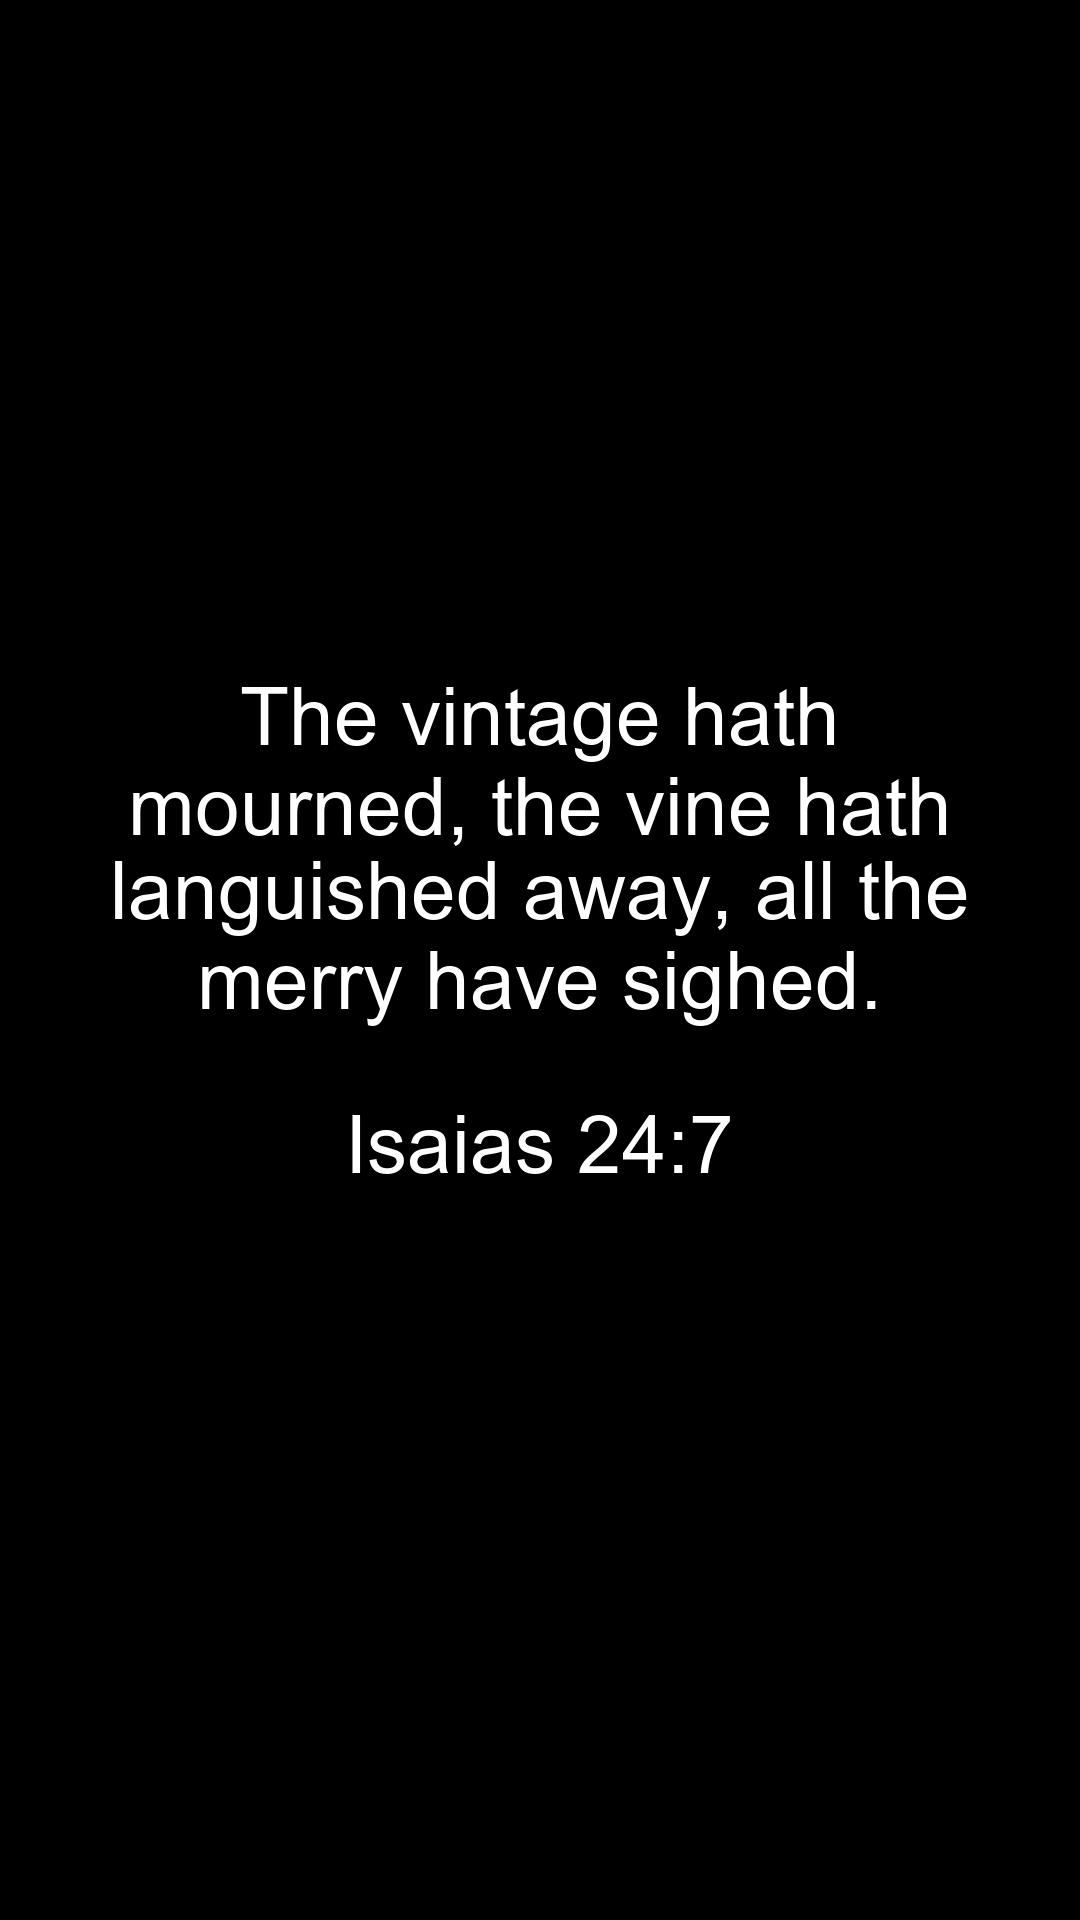 The vintage hath
mourned, the vine hath
languished away, all the
merry have sighed.
Isaias 24:7